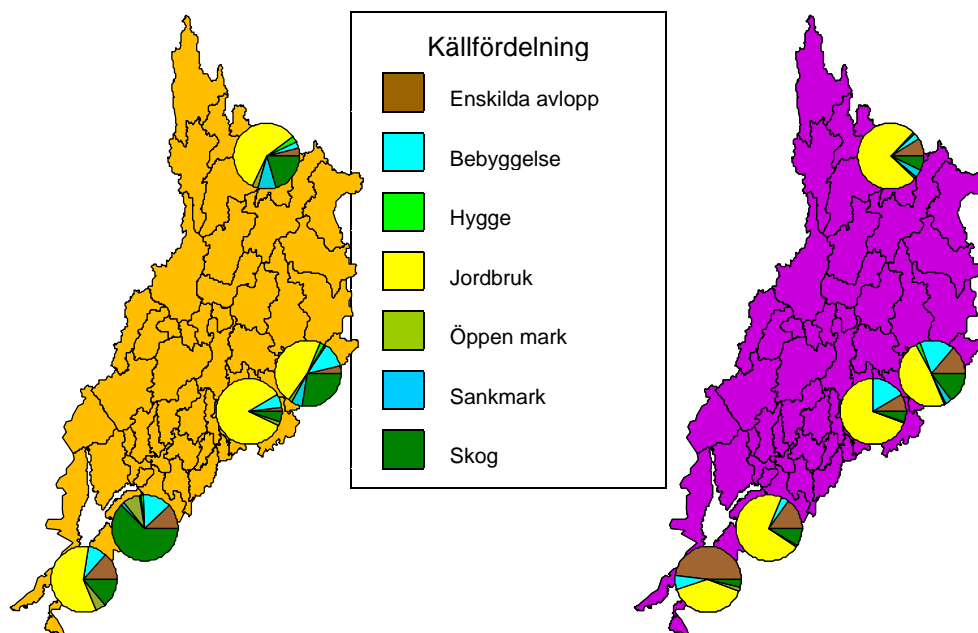 Källfördelning
Enskilda avlopp
Bebyggelse
Hygge
Jordbruk
Öppen mark
Sankmark
Skog